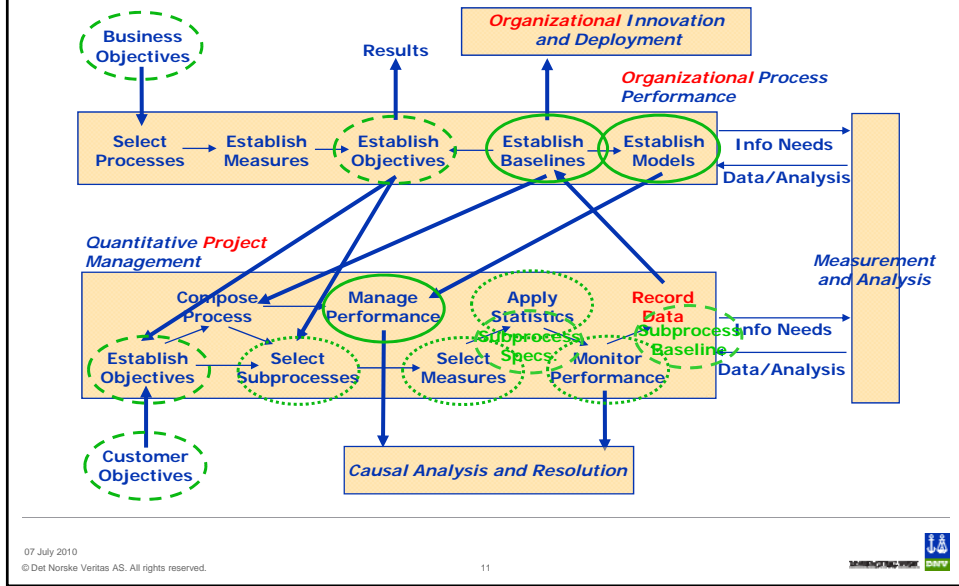 Business
Objectives
Results
Organizational Innovation
and Deployment
Organizational Process
Performance
Select
Processes
Establish
Measures
Establish
Objectives
Establish
Baselines
Establish
Models
Info Needs
Data/Analysis
Quantitative Project
Management
Measurement
and Analysis
Compose
Process
Manage
Performance
Apply
Statistics
Record
Data
Subprocess
Specs
Subprocess
Baseline
Info Needs
Establish
Objectives
Select
Subprocesses
Select
Measures
Monitor
Performance
Data/Analysis
Customer
Objectives
Causal Analysis and Resolution
07 July 2010
© Det Norske Veritas AS. All rights reserved.
11
DNV